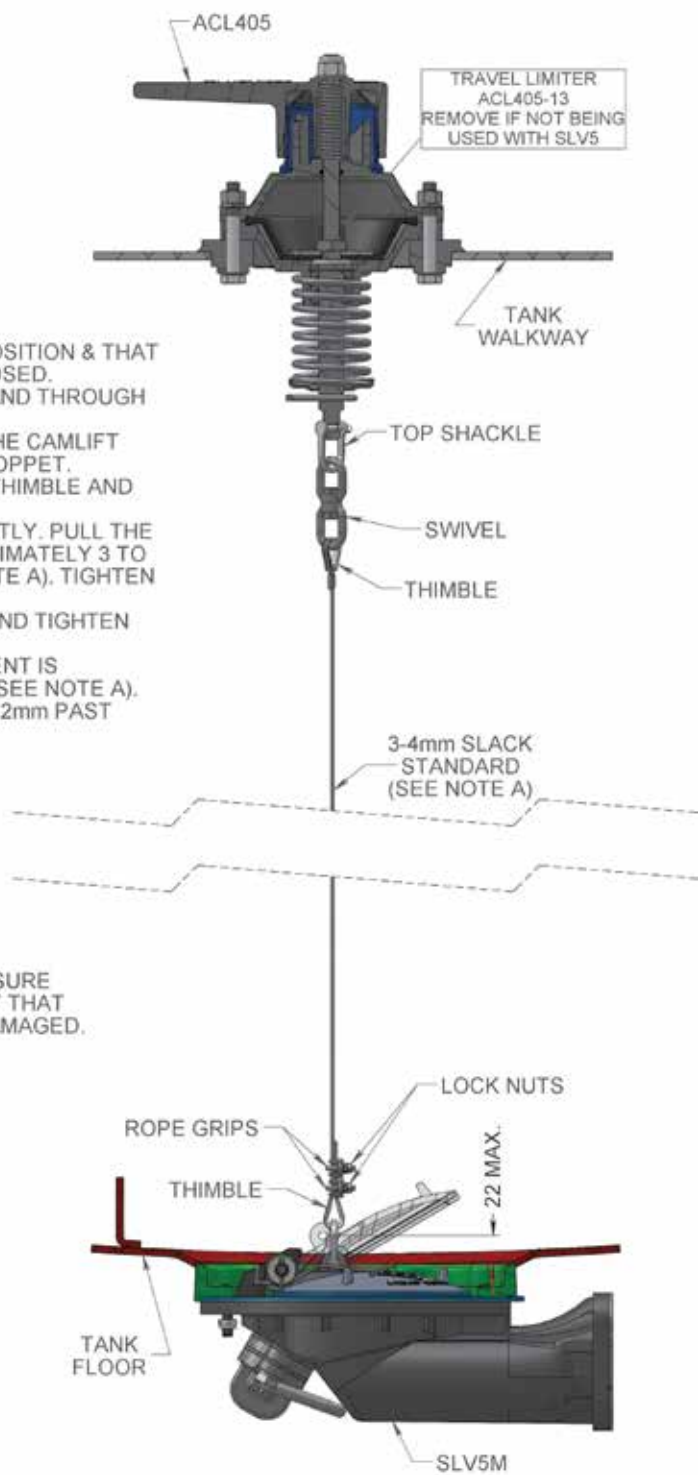 ACL405
TRAVEL LIMITER
ACL405-13
REMOVE IF NOT BEING
USED WITH SLV5
TANK
WALKWAY
OSITION & THAT
OSED.
ND THROUGH
HE CAMLIFT
OPPET.
THIMBLE AND
TLY. PULL THE
IMATELY 3 TO
TE A). TIGHTEN
ND TIGHTEN
ENT IS
SEE NOTE A).
2mm PAST
TOP SHACKLE
SWIVEL
THIMBLE
3-4mm SLACK
STANDARD
(SEE NOTE A)
SURE
THAT
AMAGED.
LOCK NUTS
ROPE GRIPS
THIMBLE
22 MAX.
TANK
FLOOR
SLV5M